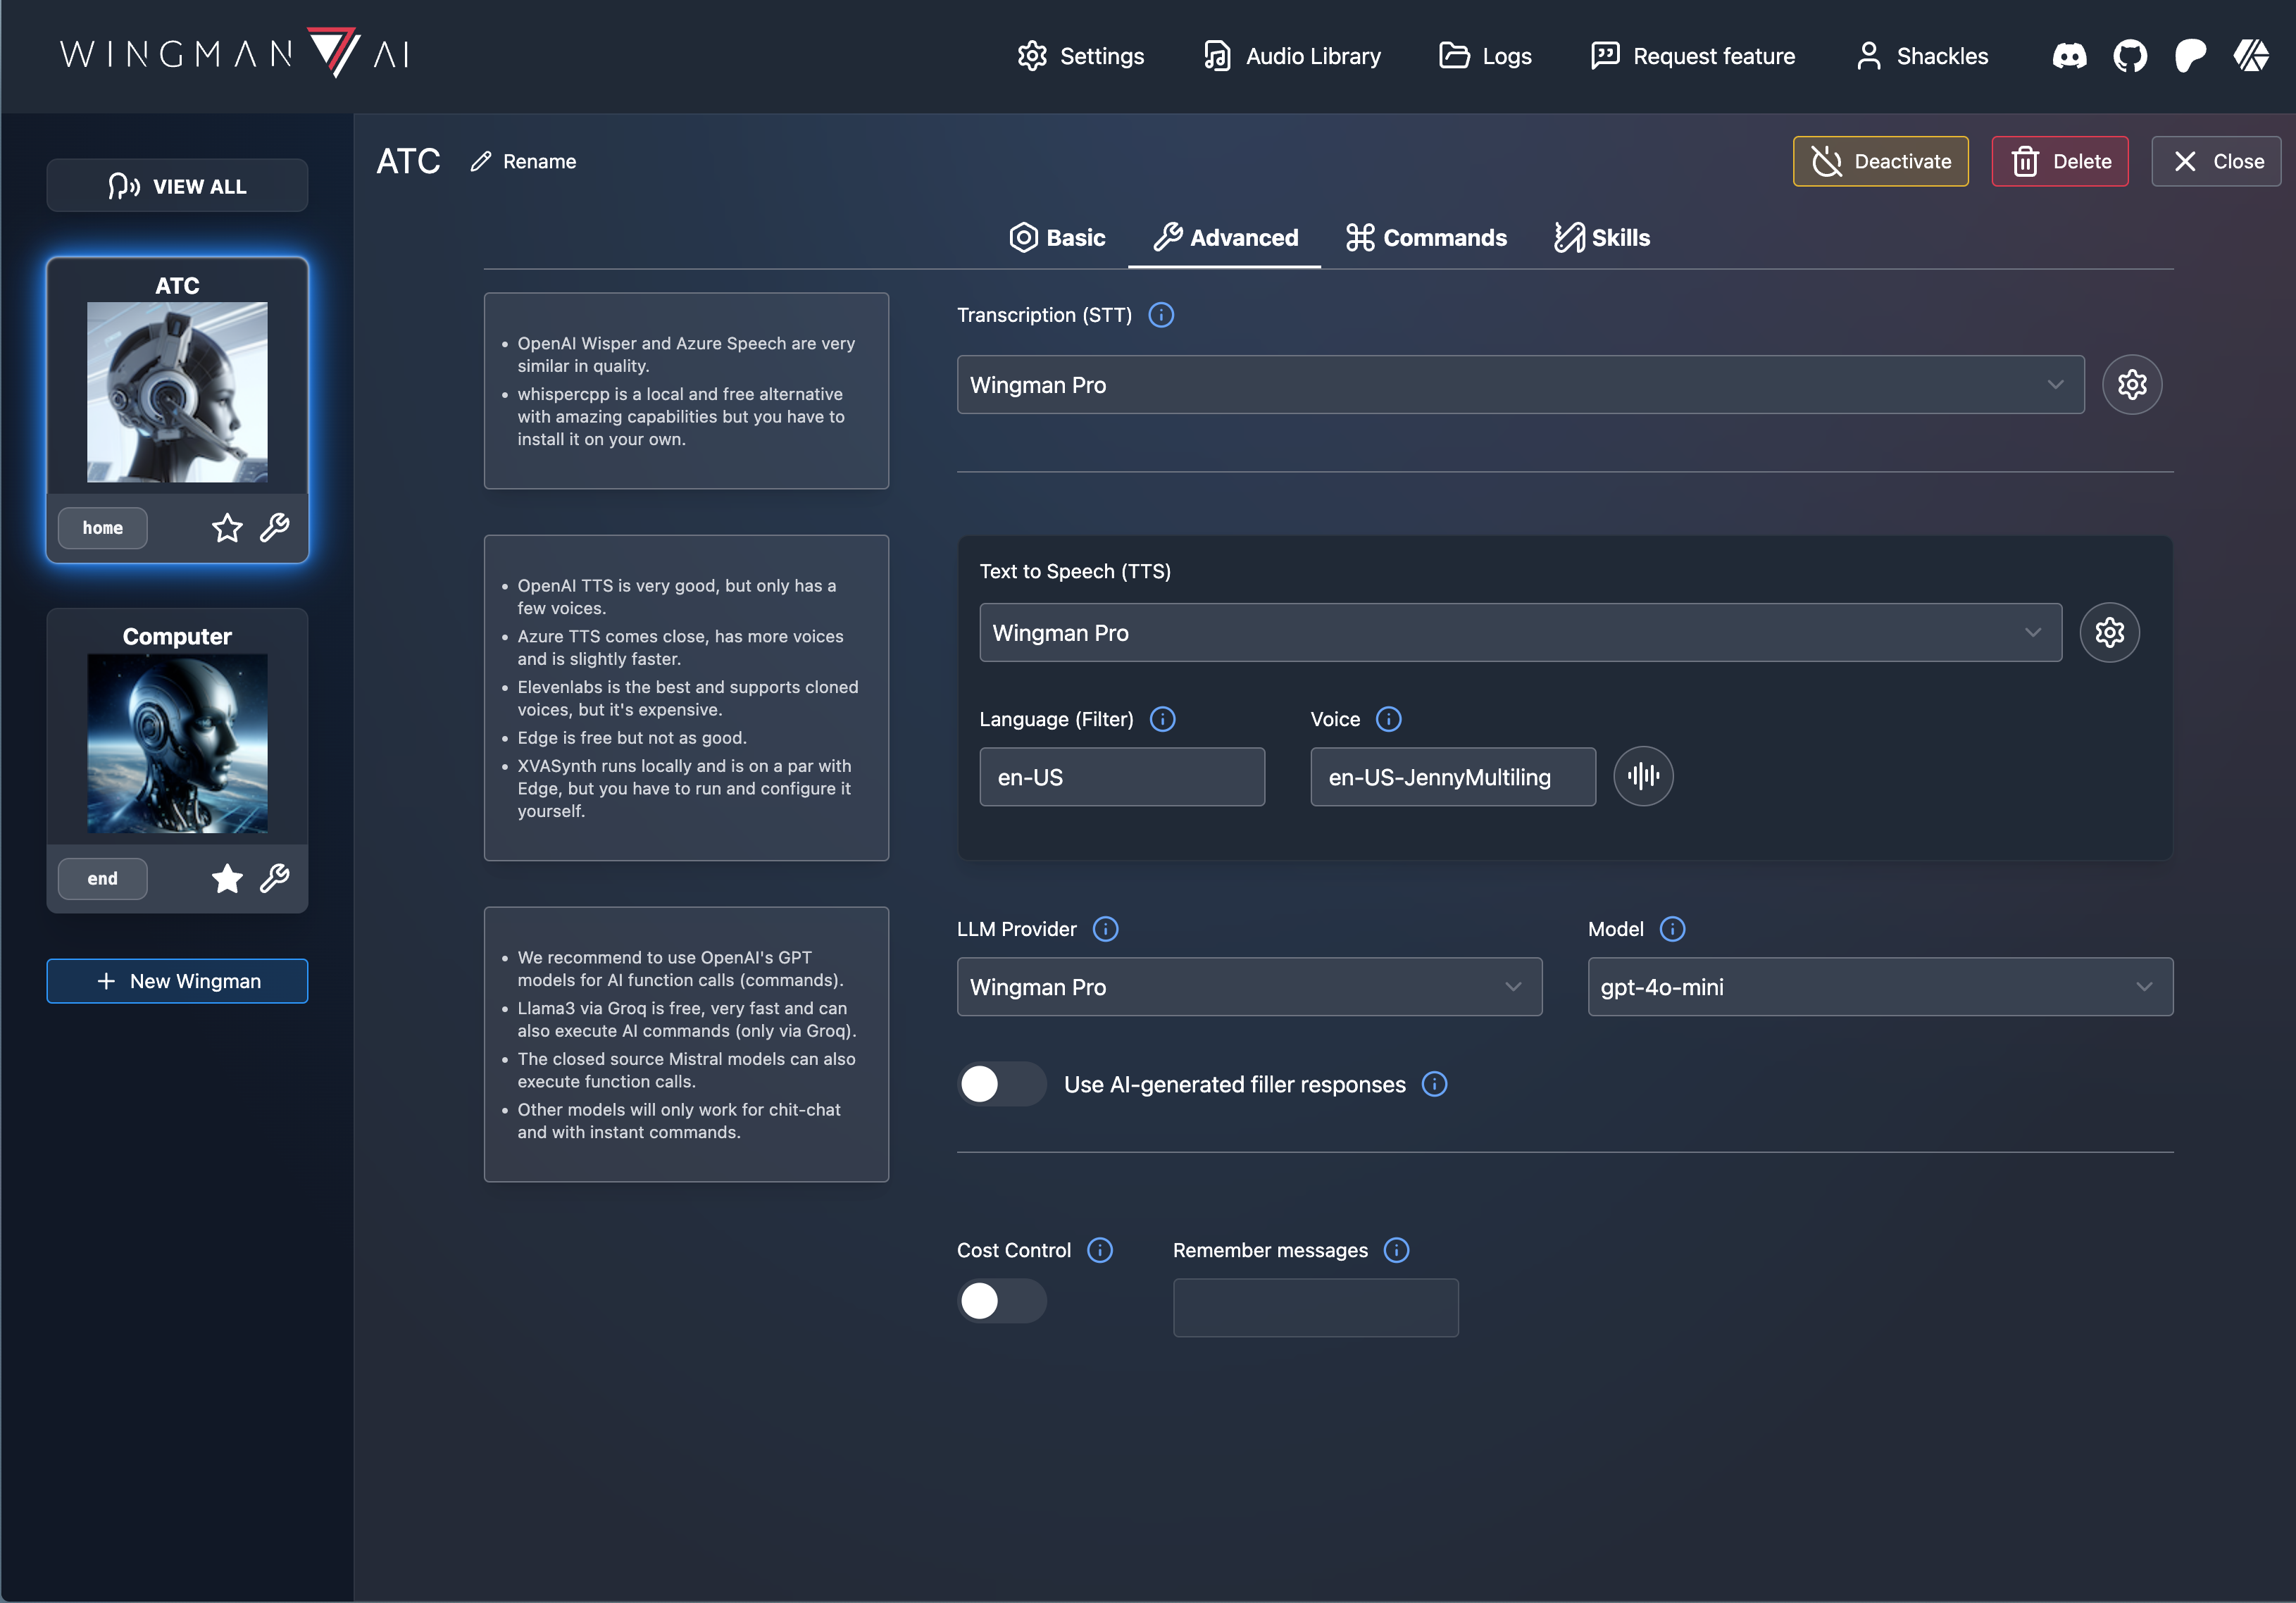 WINGMAN AI
Settings
Audio Library
Logs
Request feature
Shackles
VIEW ALL
ATC
home
Computer
end
New Wingman
ATC
Rename
Deactivate
Delete
Close
Basic
Advanced
Commands
Skills
OpenAI Wisper and Azure Speech are very
similar in quality.
whispercpp is a local and free alternative
with amazing capabilities but you have to
install it on your own.
Transcription (STT)
Wingman Pro
OpenAI TTS is very good, but only has a
few voices.
Azure TTS comes close, has more voices
and is slightly faster.
Elevenlabs is the best and supports cloned
voices, but it's expensive.
Edge is free but not as good.
XVASynth runs locally and is on a par with
Edge, but you have to run and configure it
yourself.
Text to Speech (TTS)
Wingman Pro
Language (Filter)
en-US
Voice
en-US-JennyMultiling
We recommend to use OpenAI's GPT
models for AI function calls (commands).
Llama3 via Groq is free, very fast and can
also execute AI commands (only via Groq).
The closed source Mistral models can also
execute function calls.
Other models will only work for chit-chat
and with instant commands.
LLM Provider
Wingman Pro
Model
gpt-4o-mini
Use AI-generated filler responses
Cost Control
Remember messages